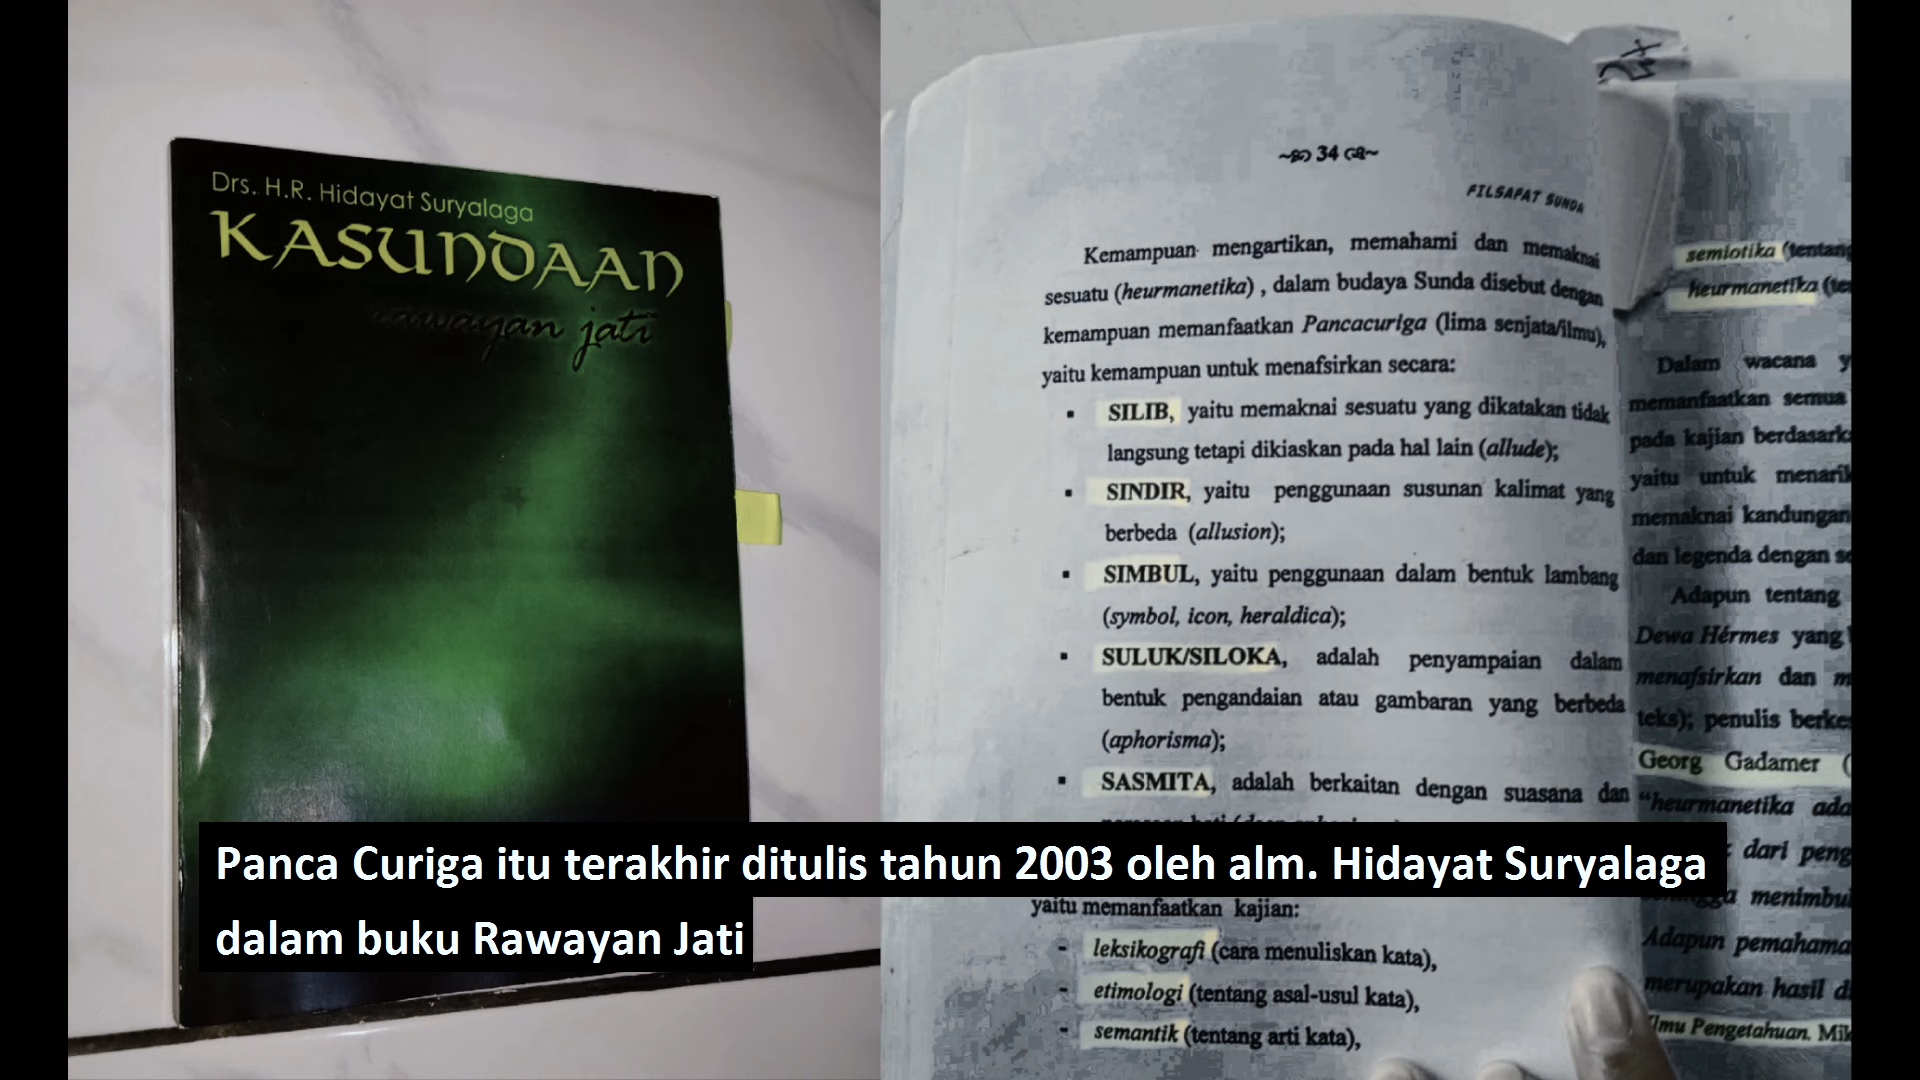 Drs. H.R. Hidayat Suryalaga
KASUNDAAN
rawayan jati
34
FILSAFAT SUNDA
Kemampuan mengartikan, memahami dan memaknai
sesuatu (heurmanetika) , dalam budaya Sunda disebut dengan
kemampuan memanfaatkan Pancacuriga (lima senjata/ilmu),
yaitu kemampuan untuk menafsirkan secara:
▪ SILIB, yaitu memaknai sesuatu yang dikatakan tidak
langsung tetapi dikiaskan pada hal lain (allude);
▪ SINDIR, yaitu penggunaan susunan kalimat yang
berbeda (allusion);
▪ SIMBUL, yaitu penggunaan dalam bentuk lambang
(symbol, icon, heraldica);
▪ SULUK/SILOKA, adalah penyampaian dalam
bentuk pengandaian atau gambaran yang berbeda
(aphorisma);
▪ SASMITA, adalah berkaitan dengan suasana dan
yaitu memanfaatkan kajian:
- leksikografi (cara menuliskan kata),
- etimologi (tentang asal-usul kata),
- semantik (tentang arti kata),
semiotika (tentang
heurmanetika
Dalam wacana
memanfaatkan semua
pada kajian
yaitu untuk
memaknai kandungan
dan legenda dengan
Adapun tentang
Dewa Hérmes yang
menafsirkan dan
teks); penulis
Georg Gadamer (
"heurmanetika
dari
Adapun
merupakan hasil
Ilmu Pengetahuan.
Panca Curiga itu terakhir ditulis tahun 2003 oleh alm. Hidayat Suryalaga
dalam buku Rawayan Jati